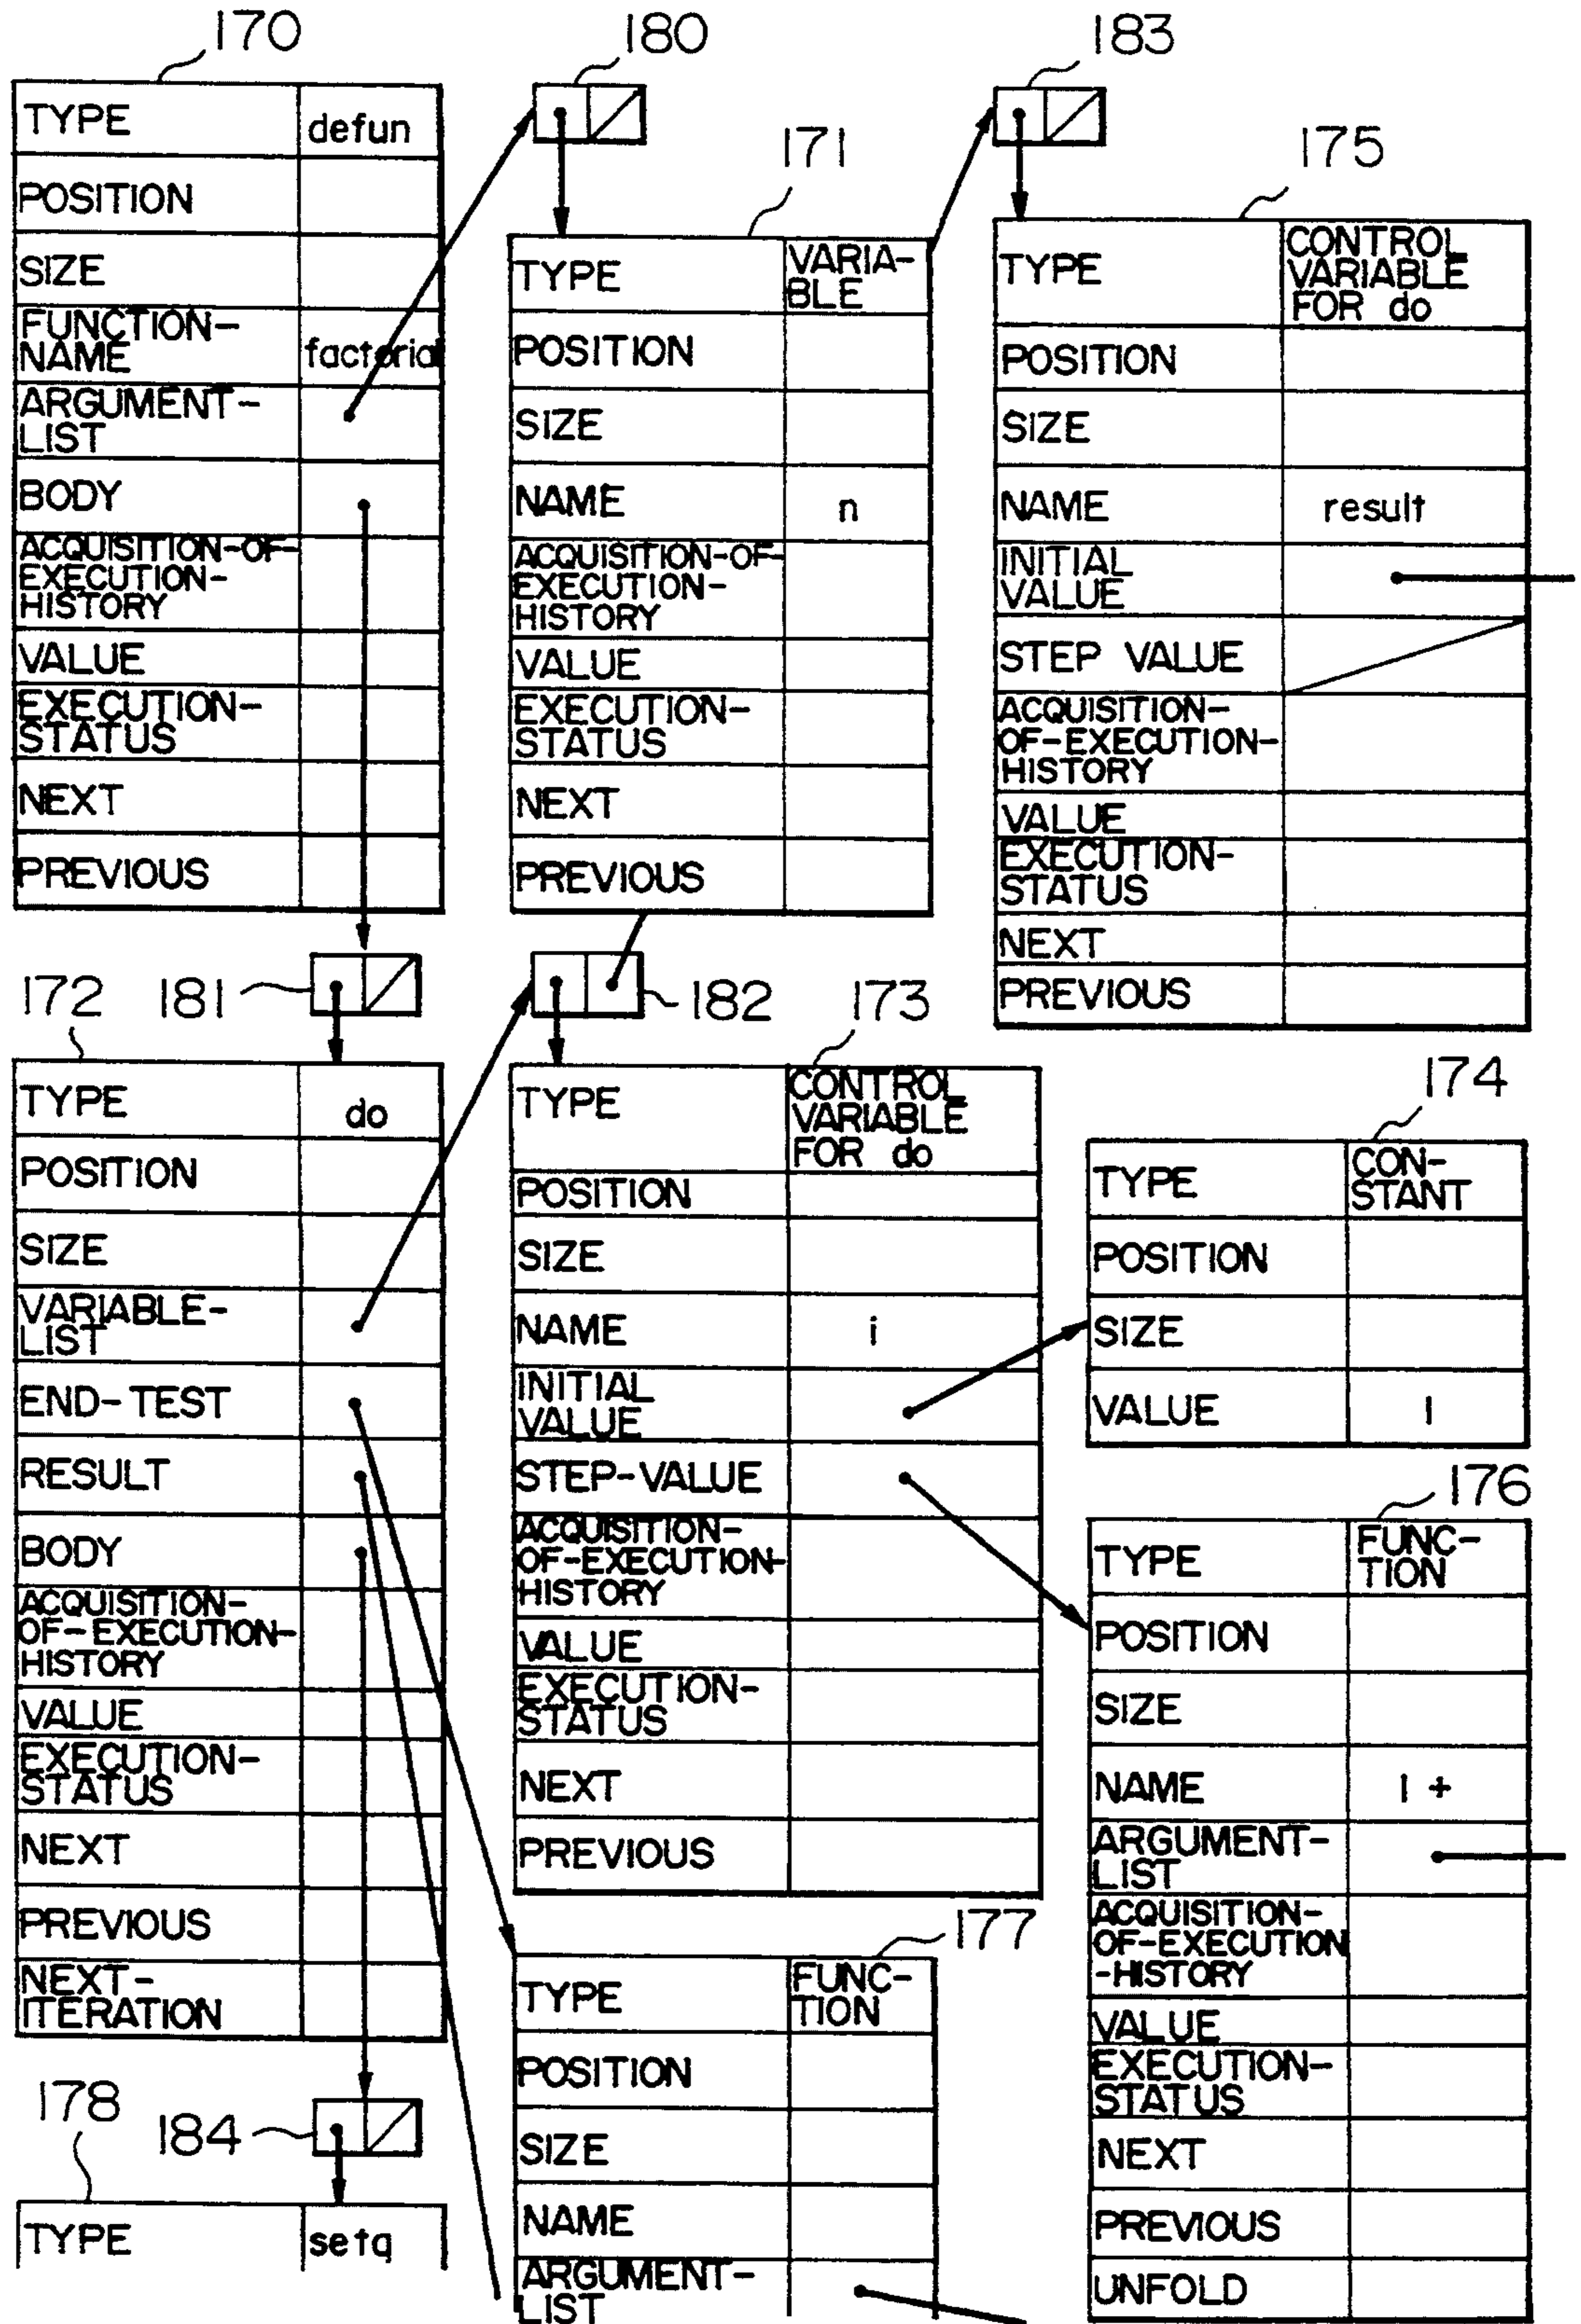 170
TYPE defun
POSITION
SIZE
FUNCTION-
NAME factorial
ARGUMENT-
LIST
BODY
ACQUISITION-OF-
EXECUTION-
HISTORY
VALUE
EXECUTION-
STATUS
NEXT
PREVIOUS
180
171
TYPE VARIA-
BLE
POSITION
SIZE
NAME n
ACQUISITION-OF-
EXECUTION-
HISTORY
VALUE
EXECUTION-
STATUS
NEXT
PREVIOUS
183
175
TYPE CONTROL
VARIABLE
FOR do
POSITION
SIZE
NAME result
INITIAL
VALUE
STEP VALUE
ACQUISITION-
OF-EXECUTION-
HISTORY
VALUE
EXECUTION-
STATUS
NEXT
PREVIOUS
172 181
TYPE do
POSITION
SIZE
VARIABLE-
LIST
END-TEST
RESULT
BODY
ACQUISITION-
OF-EXECUTION-
HISTORY
VALUE
EXECUTION-
STATUS
NEXT
PREVIOUS
NEXT-
ITERATION
182 173
TYPE CONTROL
VARIABLE
FOR do
POSITION
SIZE
NAME i
INITIAL
VALUE
STEP-VALUE
ACQUISITION-
OF-EXECUTION-
HISTORY
VALUE
EXECUTION-
STATUS
NEXT
PREVIOUS
174
TYPE CON-
STANT
POSITION
SIZE
VALUE 1
176
TYPE FUNC-
TION
POSITION
SIZE
NAME 1 +
ARGUMENT-
LIST
ACQUISITION-
OF-EXECUTION
-HISTORY
VALUE
EXECUTION-
STATUS
NEXT
PREVIOUS
UNFOLD
177
TYPE FUNC-
TION
POSITION
SIZE
NAME
ARGUMENT-
LIST
178 184
TYPE setq